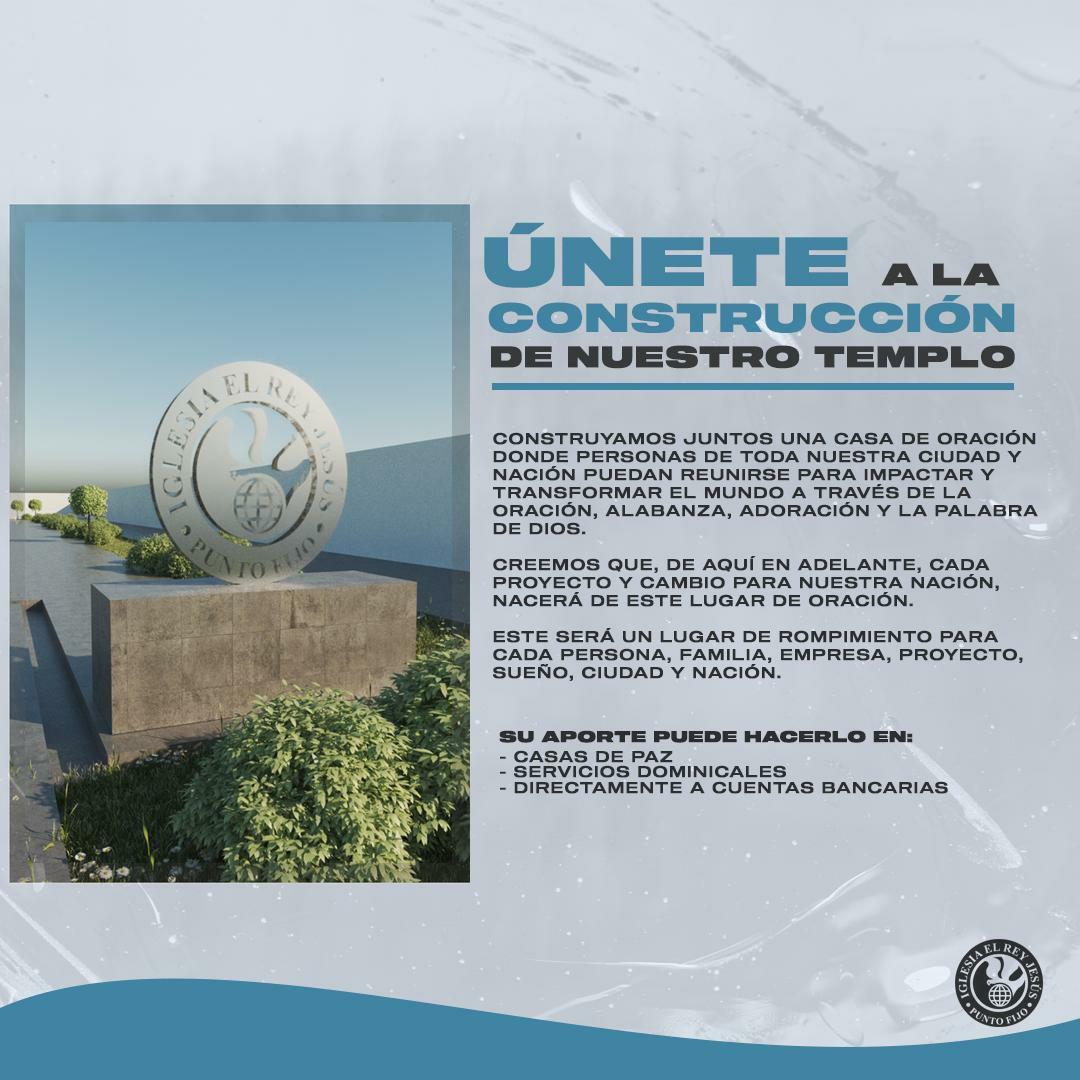 IGLESIA EL REY JESÚS
• PUNTO FIJO •
ÚNETE A LA
CONSTRUCCIÓN
DE NUESTRO TEMPLO
CONSTRUYAMOS JUNTOS UNA CASA DE ORACIÓN
DONDE PERSONAS DE TODA NUESTRA CIUDAD Y
NACIÓN PUEDAN REUNIRSE PARA IMPACTAR Y
TRANSFORMAR EL MUNDO A TRAVÉS DE LA
ORACIÓN, ALABANZA, ADORACIÓN Y LA PALABRA
DE DIOS.
CREEMOS QUE, DE AQUÍ EN ADELANTE, CADA
PROYECTO Y CAMBIO PARA NUESTRA NACIÓN,
NACERÁ DE ESTE LUGAR DE ORACIÓN.
ESTE SERÁ UN LUGAR DE ROMPIMIENTO PARA
CADA PERSONA, FAMILIA, EMPRESA, PROYECTO,
SUEÑO, CIUDAD Y NACIÓN.
SU APORTE PUEDE HACERLO EN:
- CASAS DE PAZ
- SERVICIOS DOMINICALES
- DIRECTAMENTE A CUENTAS BANCARIAS
IGLESIA EL REY JESÚS
• PUNTO FIJO •